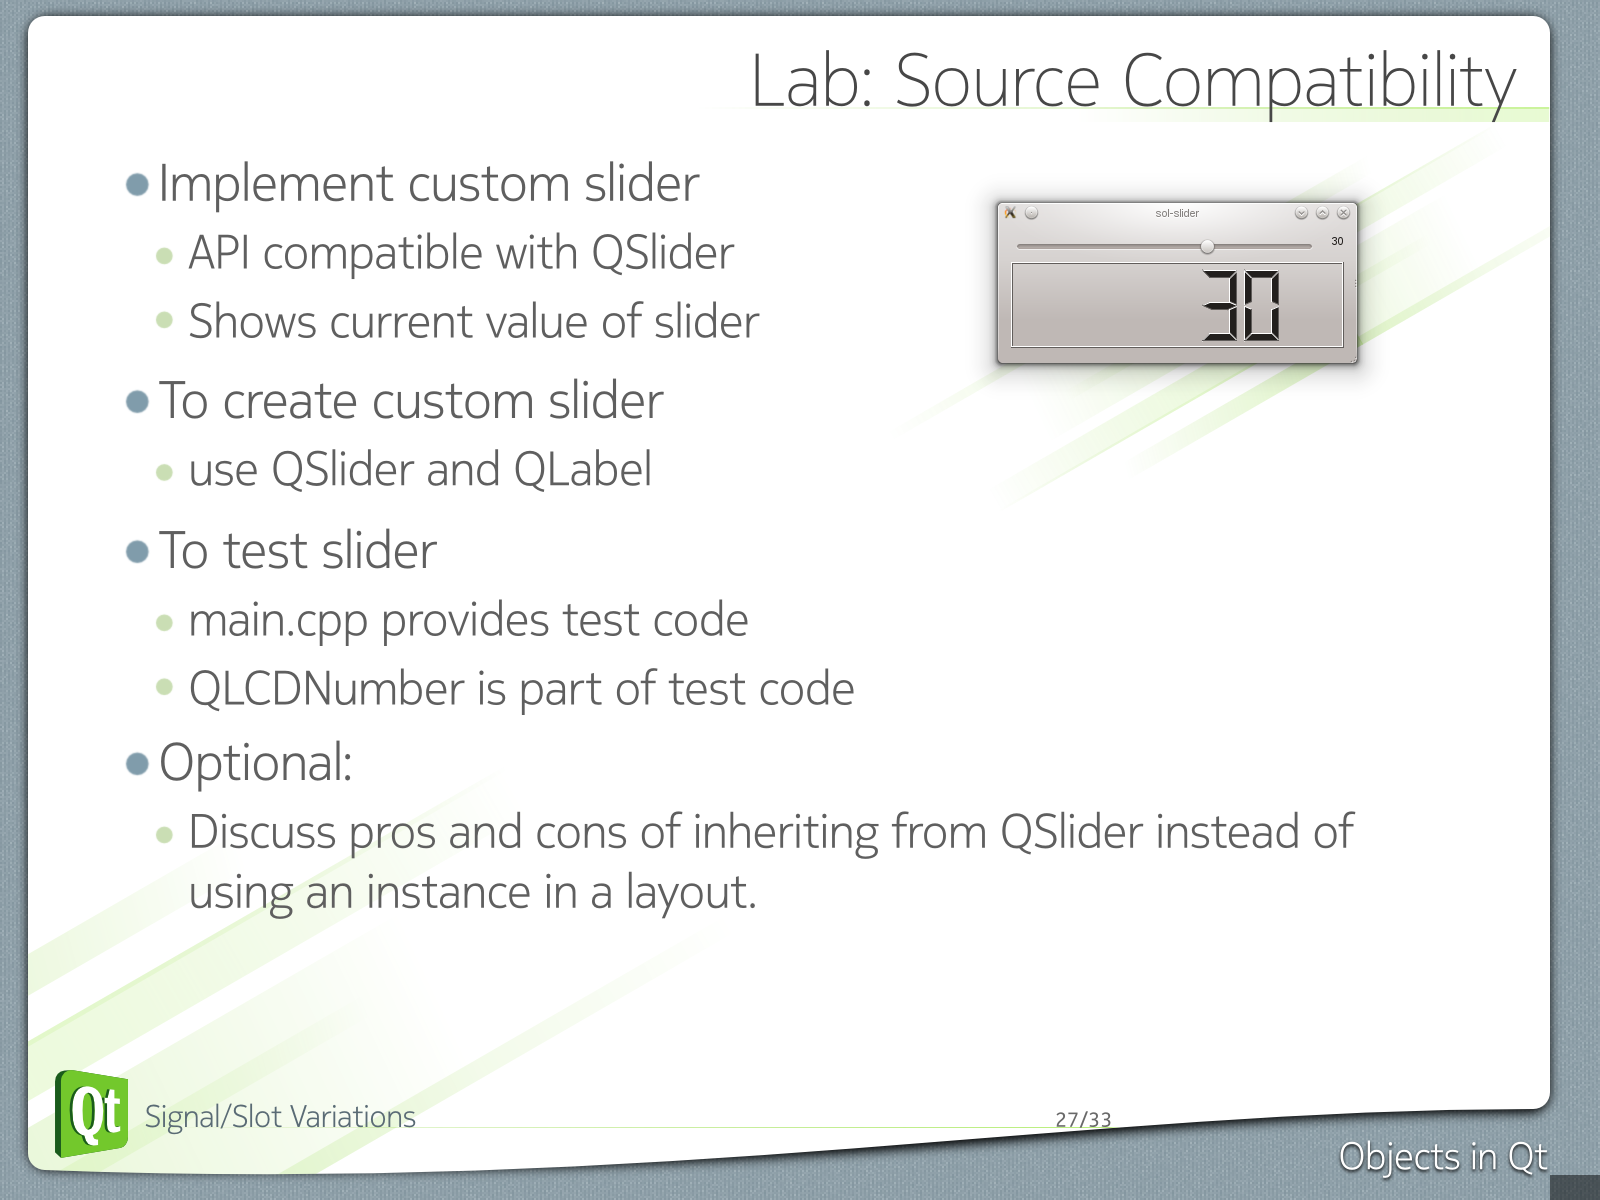 Lab: Source Compatibility
Implement custom slider
API compatible with QSlider
Shows current value of slider
To create custom slider
use QSlider and QLabel
To test slider
main.cpp provides test code
QLCDNumber is part of test code
Optional:
Discuss pros and cons of inheriting from QSlider instead of
using an instance in a layout.
sol-slider
30
30
Qt
Signal/Slot Variations
27/33
Objects in Qt